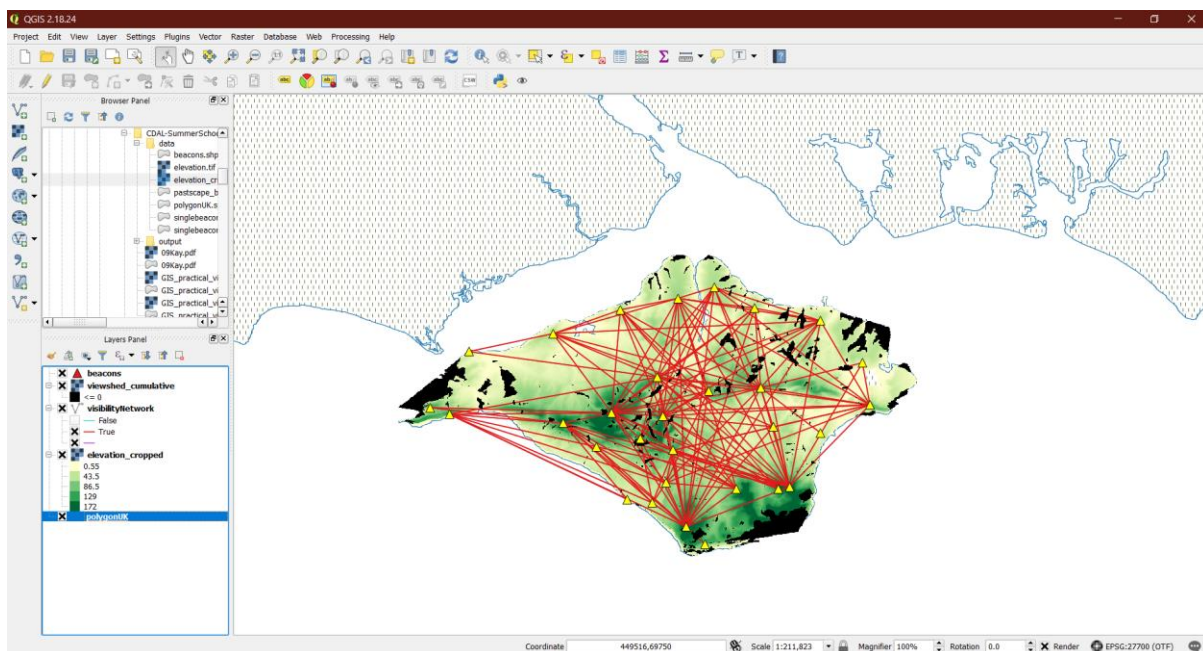 QGIS 2.18.24
Project Edit View Layer Settings Plugins Vector Raster Database Web Processing Help
Browser Panel
CDAL-SummerSchoo
data
beacons.shp
elevation.tif
elevation_cr
pastscape_b
polygonUK.s
singlebeacon
singlebeacon
output
09Kay.pdf
09Kay.pdf
GIS_practical_vi
GIS_practical_vi
GIS_practical_vi
GIS_practical_vi
Layers Panel
beacons
viewshed_cumulative
<= 0
visibilityNetwork
False
True
elevation_cropped
0.55
43.5
86.5
129
172
polygonUK
Coordinate 449516,69750 Scale 1:211,823 Magnifier 100% Rotation 0.0 Render EPSG:27700 (OTF)